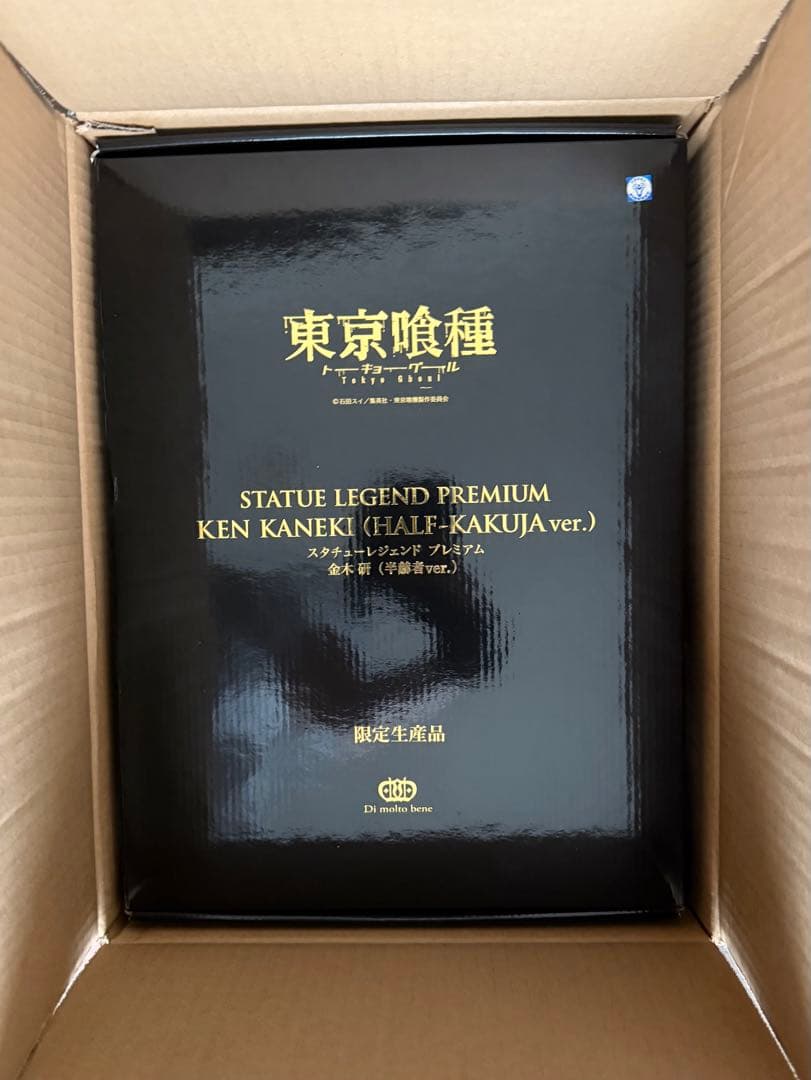 東京喰種
トーキョーグール
Tokyo Ghoul
©石田スイ/集英社・東京喰種製作委員会
STATUE LEGEND PREMIUM
KEN KANEKI (HALF-KAKUJA ver.)
スタチューレジェンド プレミアム
金木 研 (半赫者ver.)
限定生産品
Di molto bene